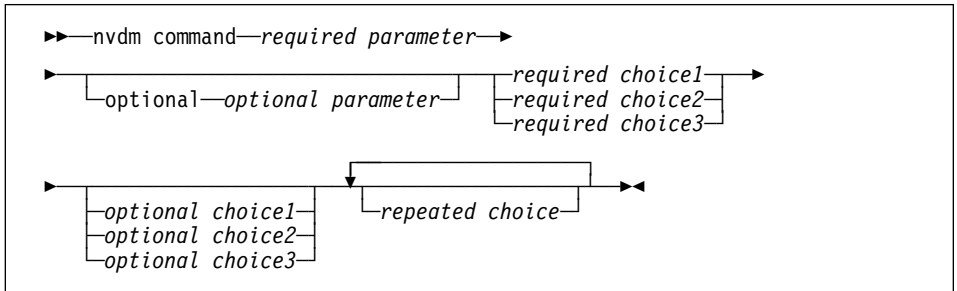 nvdm command required parameter
required choice1
optional optional parameter required choice2
required choice3
optional choice1 repeated choice
optional choice2
optional choice3